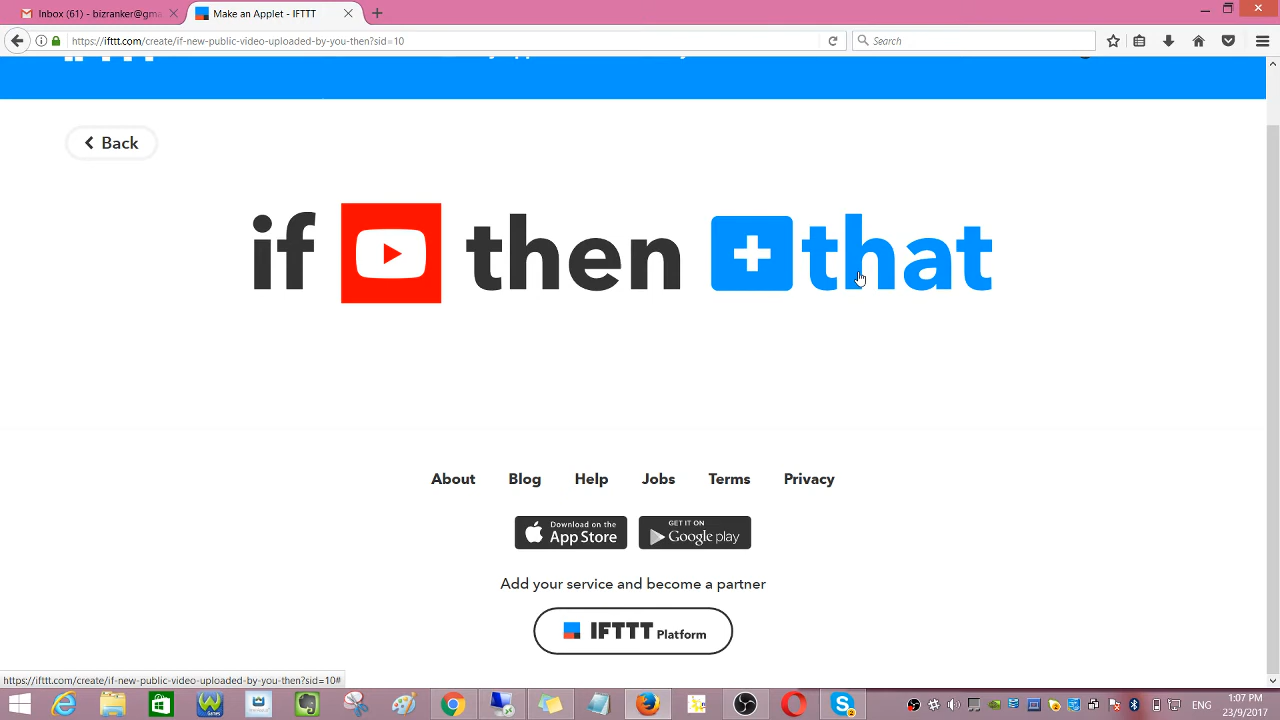 Inbox (61) - bizranker@gma
Make an Applet - IFTTT
https://ifttt.com/create/if-new-public-video-uploaded-by-you-then?sid=10
Search
Back
if then that
About Blog Help Jobs Terms Privacy
Download on the
App Store
GET IT ON
Google play
Add your service and become a partner
IFTTT Platform
https://ifttt.com/create/if-new-public-video-uploaded-by-you-then?sid=10#
Games
ENG
1:07 PM
23/9/2017